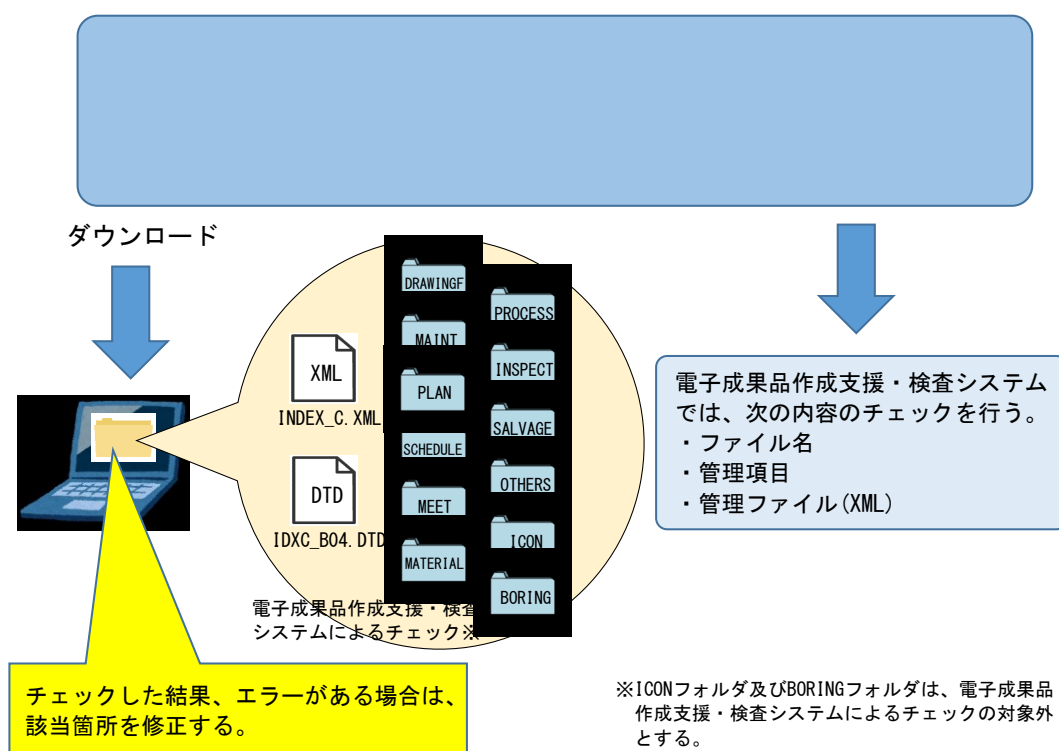 ダウンロード
DRAWINGF
MAINT
PLAN
SCHEDULE
MEET
MATERIAL
PROCESS
INSPECT
SALVAGE
OTHERS
ICON
BORING
XML
INDEX_C.XML
DTD
IDXC_B04.DTD
電子成果品作成支援・検査
システムによるチェック※
電子成果品作成支援・検査システム
では、次の内容のチェックを行う。
・ファイル名
・管理項目
・管理ファイル(XML)
チェックした結果、エラーがある場合は、
該当箇所を修正する。
※ICONフォルダ及びBORINGフォルダは、電子成果品
作成支援・検査システムによるチェックの対象外
とする。